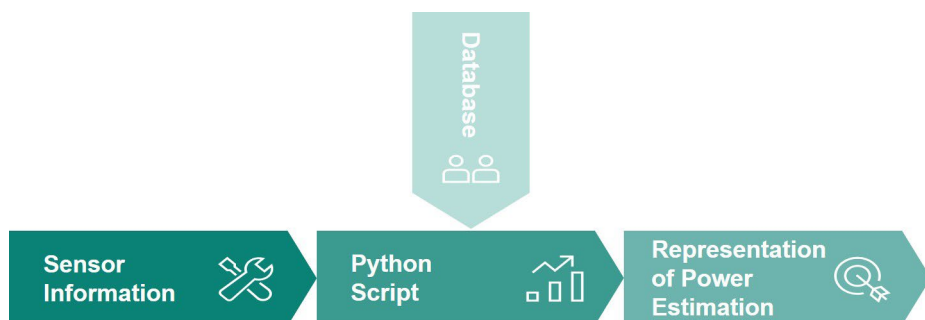 Database
Sensor
Information
Python
Script
Representation
of Power
Estimation